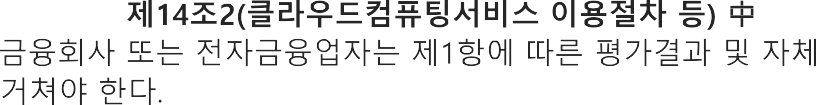 제14조2(클라우드컴퓨팅서비스 이용절차 등) 中
금융회사 또는 전자금융업자는 제1항에 따른 평가결과 및 자체
거쳐야 한다.